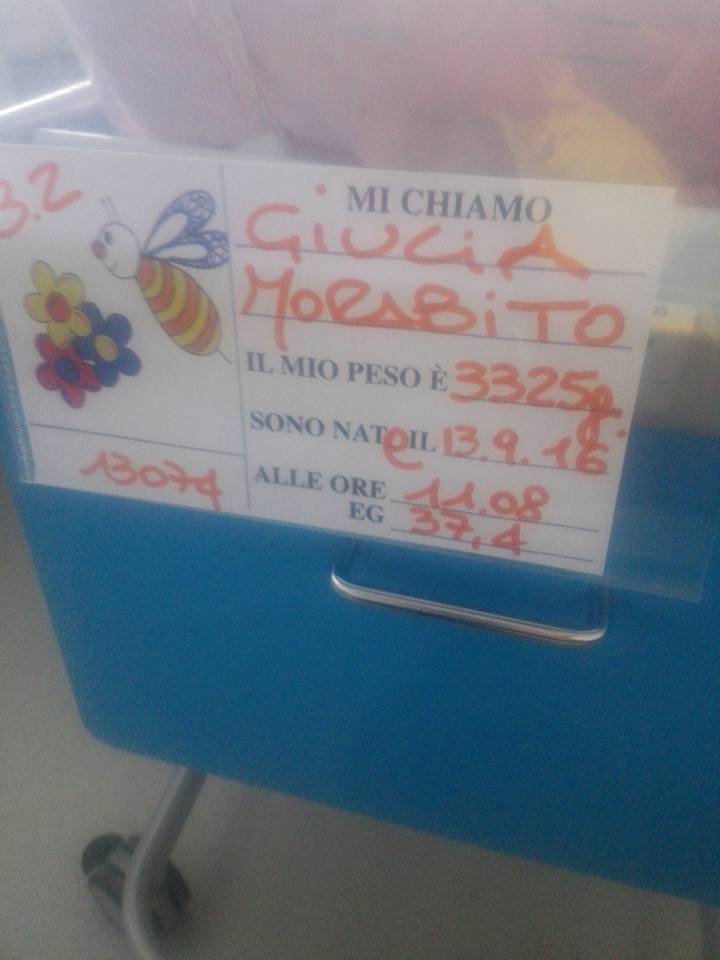 3.2
MI CHIAMO
GiULiA
MORABiTO
IL MIO PESO È 3325g.
SONO NATe IL 13.9.16
ALLE ORE 11.08
EG 37,4
13074